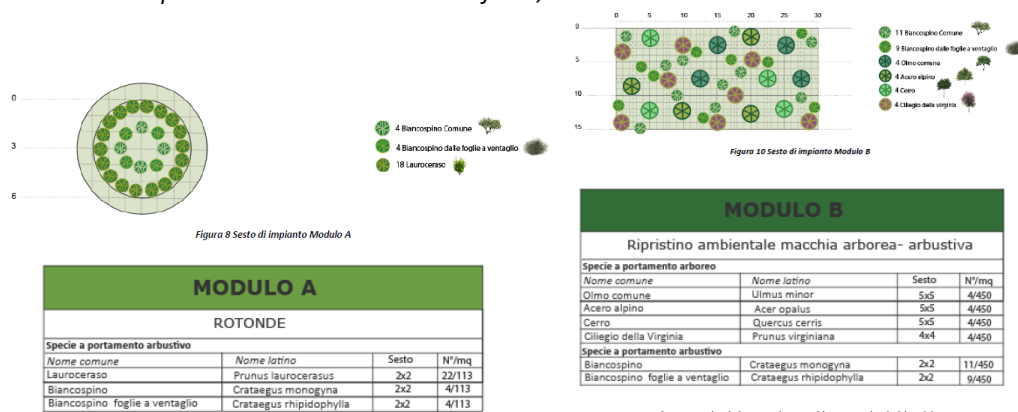 0
3
6
4 Biancospino Comune
4 Biancospino dalle foglie a ventaglio
18 Lauroceraso
Figura 8 Sesto di impianto Modulo A
MODULO A
ROTONDE
Specie a portamento arbustivo
Nome comune Nome latino Sesto N°/mq
Lauroceraso Prunus laurocerasus 2x2 22/113
Biancospino Crataegus monogyna 2x2 4/113
Biancospino foglie a ventaglio Crataegus rhipidophylla 2x2 4/113
0 5 10 15 20 25 30
0
5
10
15
11 Biancospino Comune
9 Biancospino dalle foglie a ventaglio
4 Olmo comune
4 Acero alpino
4 Cerro
4 Ciliegio della virginia
Figura 10 Sesto di impianto Modulo B
MODULO B
Ripristino ambientale macchia arborea- arbustiva
Specie a portamento arboreo
Nome comune Nome latino Sesto N°/mq
Olmo comune Ulmus minor 5x5 4/450
Acero alpino Acer opalus 5x5 4/450
Cerro Quercus cerris 5x5 4/450
Ciliegio della Virginia Prunus virginiana 4x4 4/450
Specie a portamento arbustivo
Biancospino Crataegus monogyna 2x2 11/450
Biancospino foglie a ventaglio Crataegus rhipidophylla 2x2 9/450